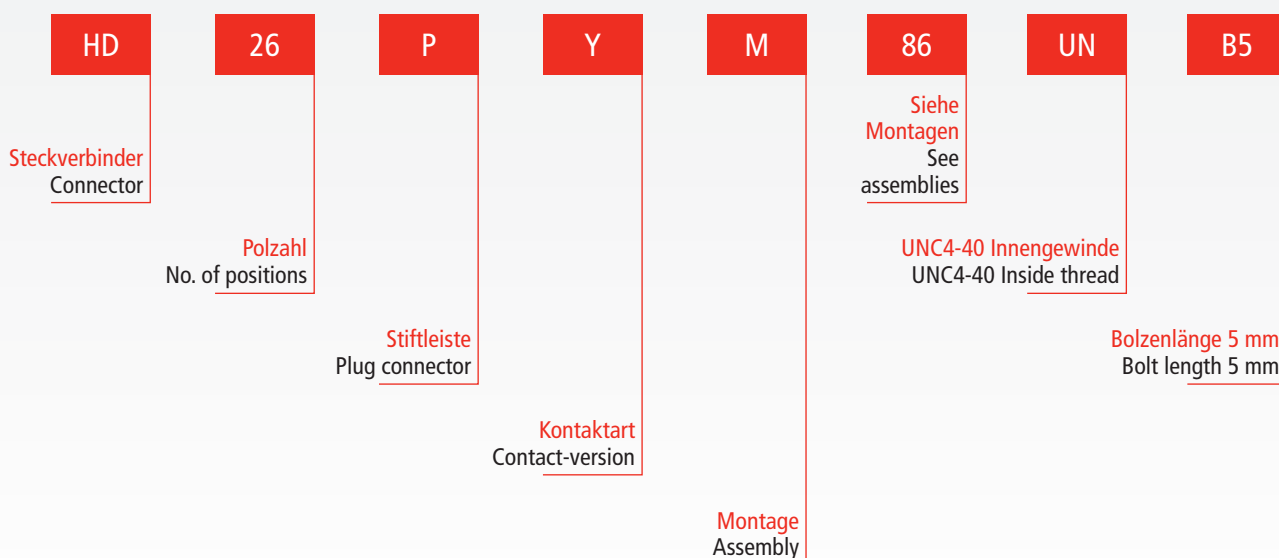 HD 26 P Y M 86 UN B5
Steckverbinder
Connector
Polzahl
No. of positions
Stiftleiste
Plug connector
Kontaktart
Contact-version
Montage
Assembly
Siehe
Montagen
See
assemblies
UNC4-40 Innengewinde
UNC4-40 Inside thread
Bolzenlänge 5 mm
Bolt length 5 mm